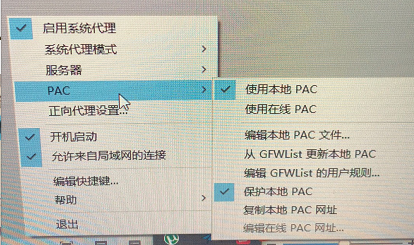 启用系统代理
系统代理模式
服务器
PAC
正向代理设置...
开机启动
允许来自局域网的连接
编辑快捷键...
帮助
退出
使用本地 PAC
使用在线 PAC
编辑本地 PAC 文件...
从 GFWList 更新本地 PAC
编辑 GFWList 的用户规则...
保护本地 PAC
复制本地 PAC 网址
编辑在线 PAC 网址...